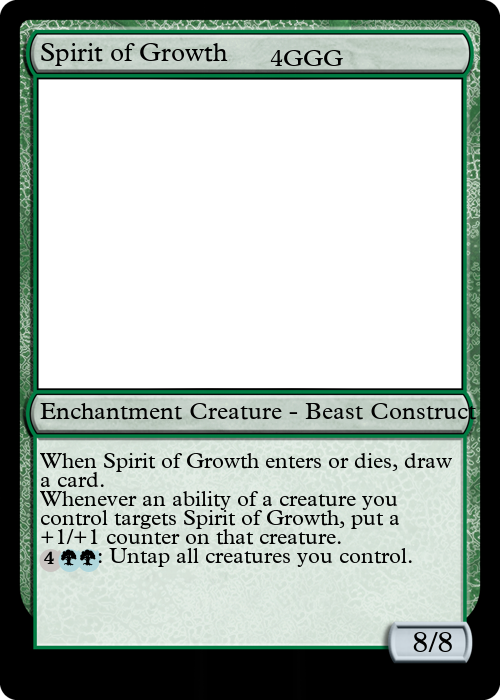 Spirit of Growth 4GGG
Enchantment Creature - Beast Construct
When Spirit of Growth enters or dies, draw
a card.
Whenever an ability of a creature you
control targets Spirit of Growth, put a
+1/+1 counter on that creature.
4: Untap all creatures you control.
8/8